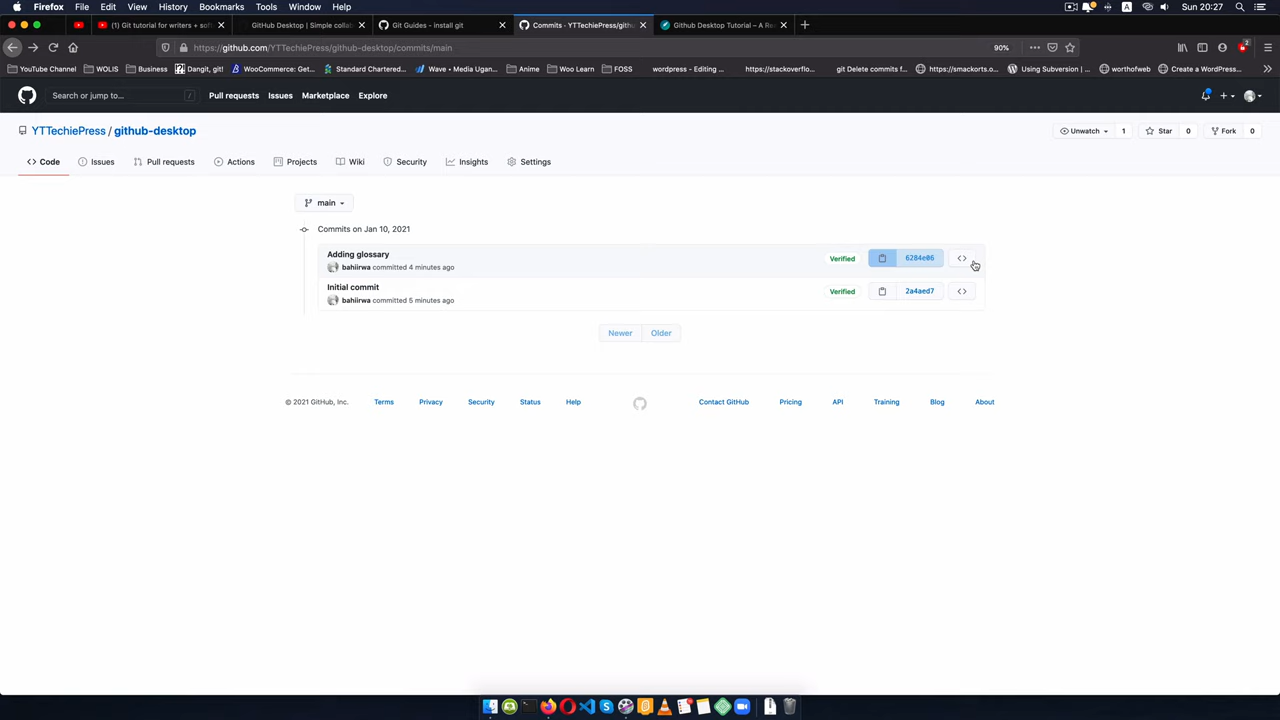 Firefox File Edit View History Bookmarks Tools Window Help
A Sun 20:27
(1) Git tutorial for writers + sof
GitHub Desktop | Simple collab
Git Guides - install git
Commits · YTTechiePress/githu
Github Desktop Tutorial – A Re
https://github.com/YTTechiePress/github-desktop/commits/main
90%
2
YouTube Channel WOLIS Business Dangit, git! WooCommerce: Get... Standard Chartered... Wave • Media Ugan... Anime Woo Learn FOSS wordpress - Editing ... https://stackoverflo... git Delete commits f... https://smackorts.o... Using Subversion | ... worthofweb Create a WordPress...
Search or jump to... /
Pull requests Issues Marketplace Explore
YTTechiePress / github-desktop
Unwatch 1 Star 0 Fork 0
Code Issues Pull requests Actions Projects Wiki Security Insights Settings
main
Commits on Jan 10, 2021
Adding glossary
bahiirwa committed 4 minutes ago
Verified 6284e06
Initial commit
bahiirwa committed 5 minutes ago
Verified 2a4aed7
Newer Older
© 2021 GitHub, Inc. Terms Privacy Security Status Help Contact GitHub Pricing API Training Blog About